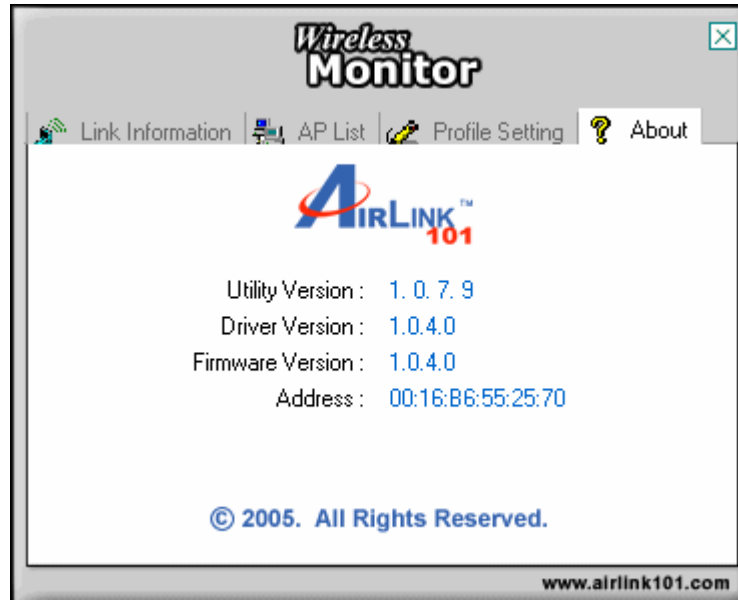 Wireless
Monitor
Link Information AP List Profile Setting About
AIRLINK™
101
Utility Version : 1. 0. 7. 9
Driver Version : 1.0.4.0
Firmware Version : 1.0.4.0
Address : 00:16:B6:55:25:70
© 2005. All Rights Reserved.
www.airlink101.com